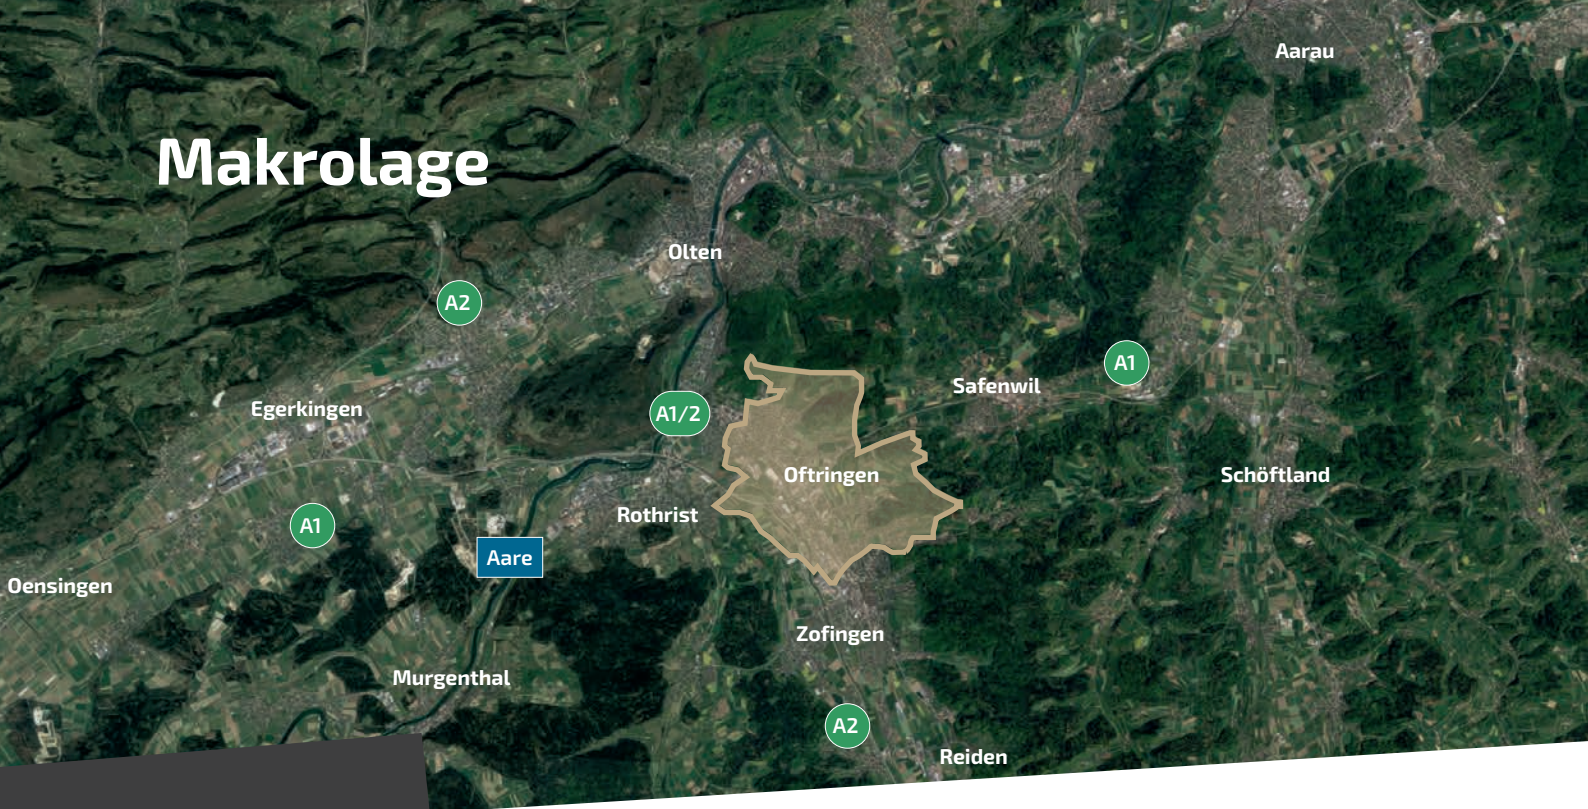 Aarau
Makrolage
Olten
A2
A1
Safenwil
Egerkingen
A1/2
Oftringen
Schöftland
Rothrist
A1
Aare
Oensingen
Zofingen
Murgenthal
A2
Reiden